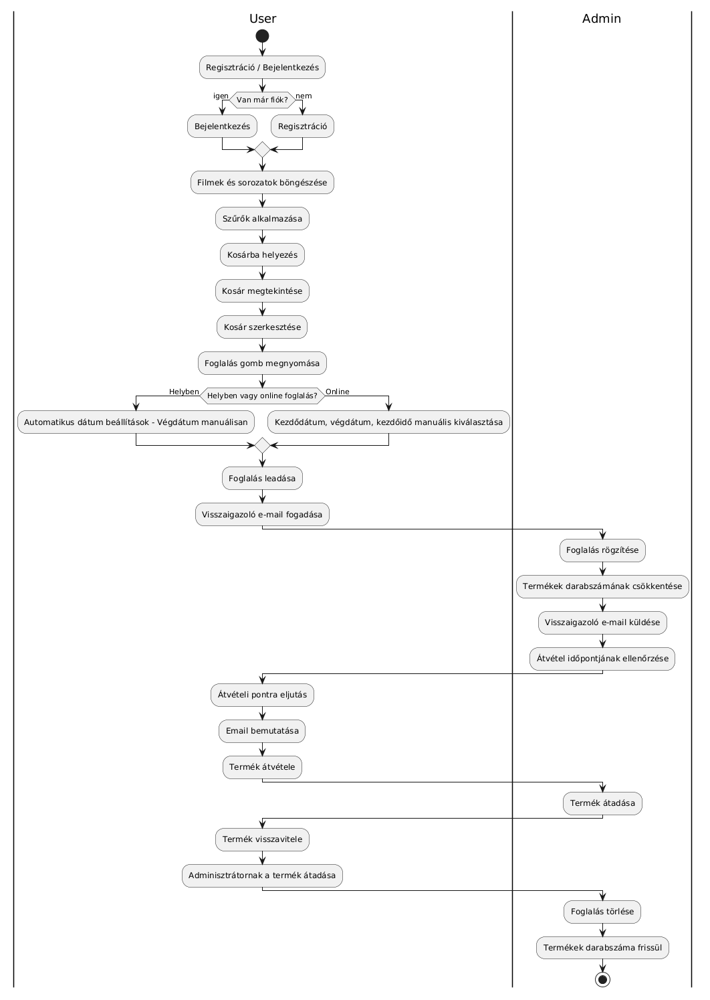 User
Admin
Regisztráció / Bejelentkezés
igen
Van már fiók?
nem
Bejelentkezés
Regisztráció
Filmek és sorozatok böngészése
Szűrők alkalmazása
Kosárba helyezés
Kosár megtekintése
Kosár szerkesztése
Foglalás gomb megnyomása
Helyben
Helyben vagy online foglalás?
Online
Automatikus dátum beállítások - Végdátum manuálisan
Kezdődátum, végdátum, kezdőidő manuális kiválasztása
Foglalás leadása
Visszaigazoló e-mail fogadása
Foglalás rögzítése
Termékek darabszámának csökkentése
Visszaigazoló e-mail küldése
Átvétel időpontjának ellenőrzése
Átvételi pontra eljutás
Email bemutatása
Termék átvétele
Termék átadása
Termék visszavitele
Adminisztrátornak a termék átadása
Foglalás törlése
Termékek darabszáma frissül